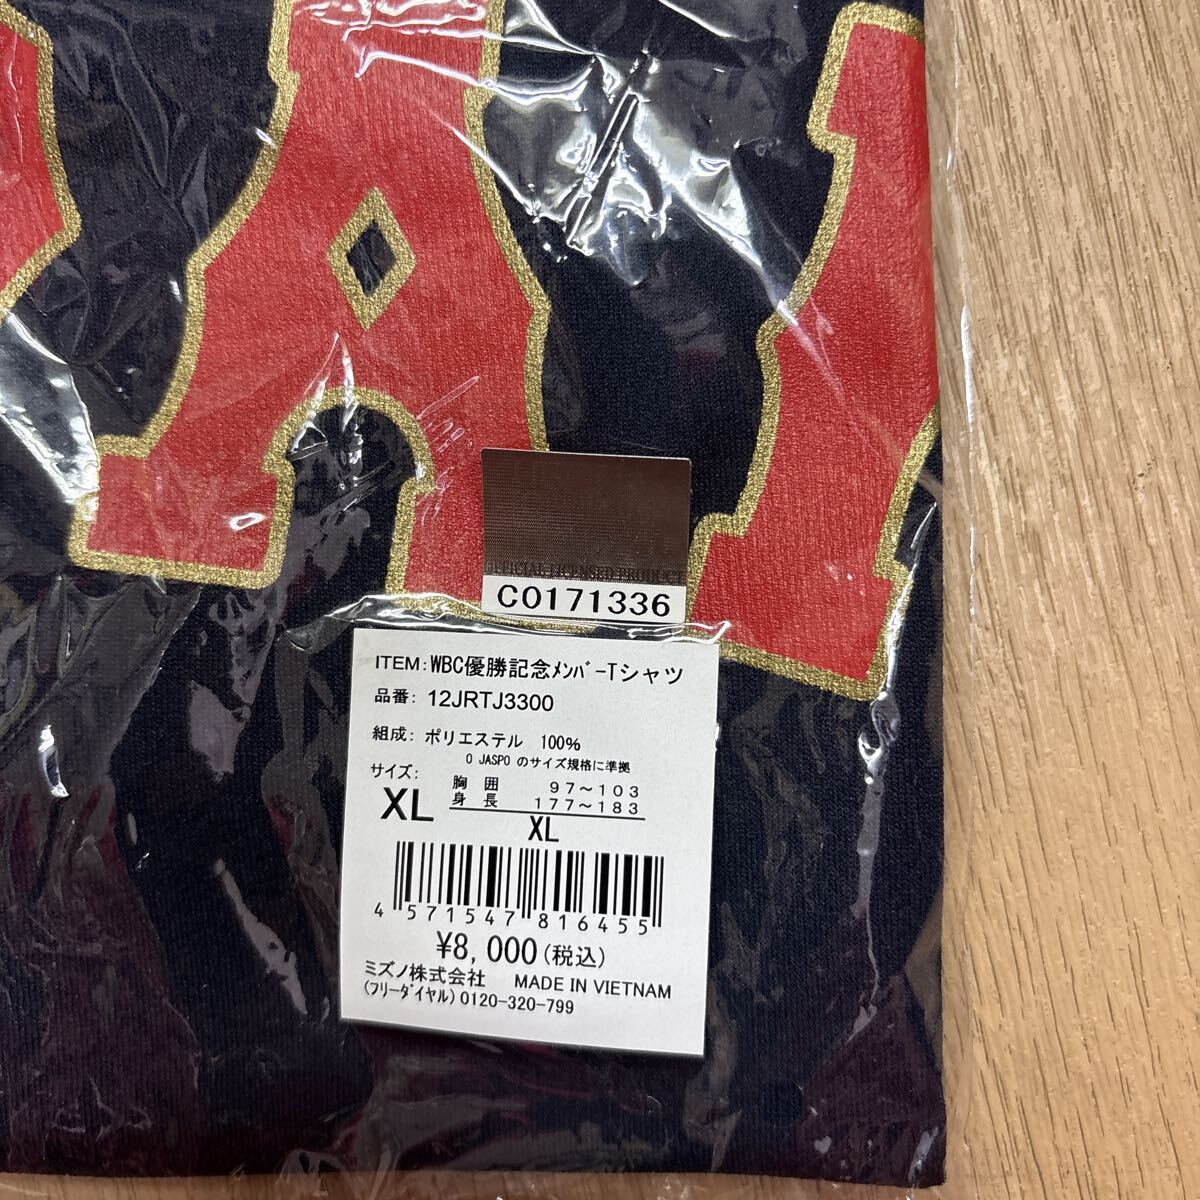 OFFICIAL LICENSED PRODUCT
C0171336
ITEM:WBC優勝記念ﾒﾝﾊﾞｰTシャツ
品番: 12JRTJ3300
組成: ポリエステル 100%
0 JASPO のサイズ規格に準拠
サイズ:
XL
胸囲 97～103
身長 177～183
XL
4 571547 816455
¥8,000(税込)
ミズノ株式会社 MADE IN VIETNAM
(ﾌﾘｰﾀﾞｲﾔﾙ)0120-320-799